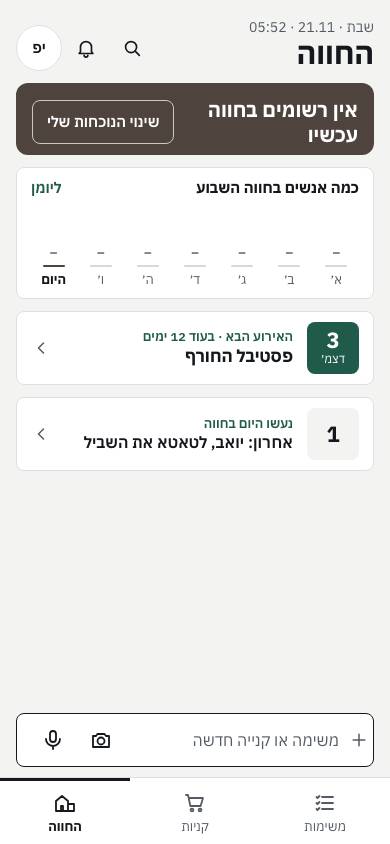 שבת · 21.11 · 05:52
החווה
יפ
אין רשומים בחווה
עכשיו
שינוי הנוכחות שלי
כמה אנשים בחווה השבוע
ליומן
– – – – – – –
א׳ ב׳ ג׳ ד׳ ה׳ ו׳ היום
3
דצמ׳
האירוע הבא · בעוד 12 ימים
פסטיבל החורף
1
נעשו היום בחווה
אחרון: יואב, לטאטא את השביל
משימה או קנייה חדשה
משימות
קניות
החווה